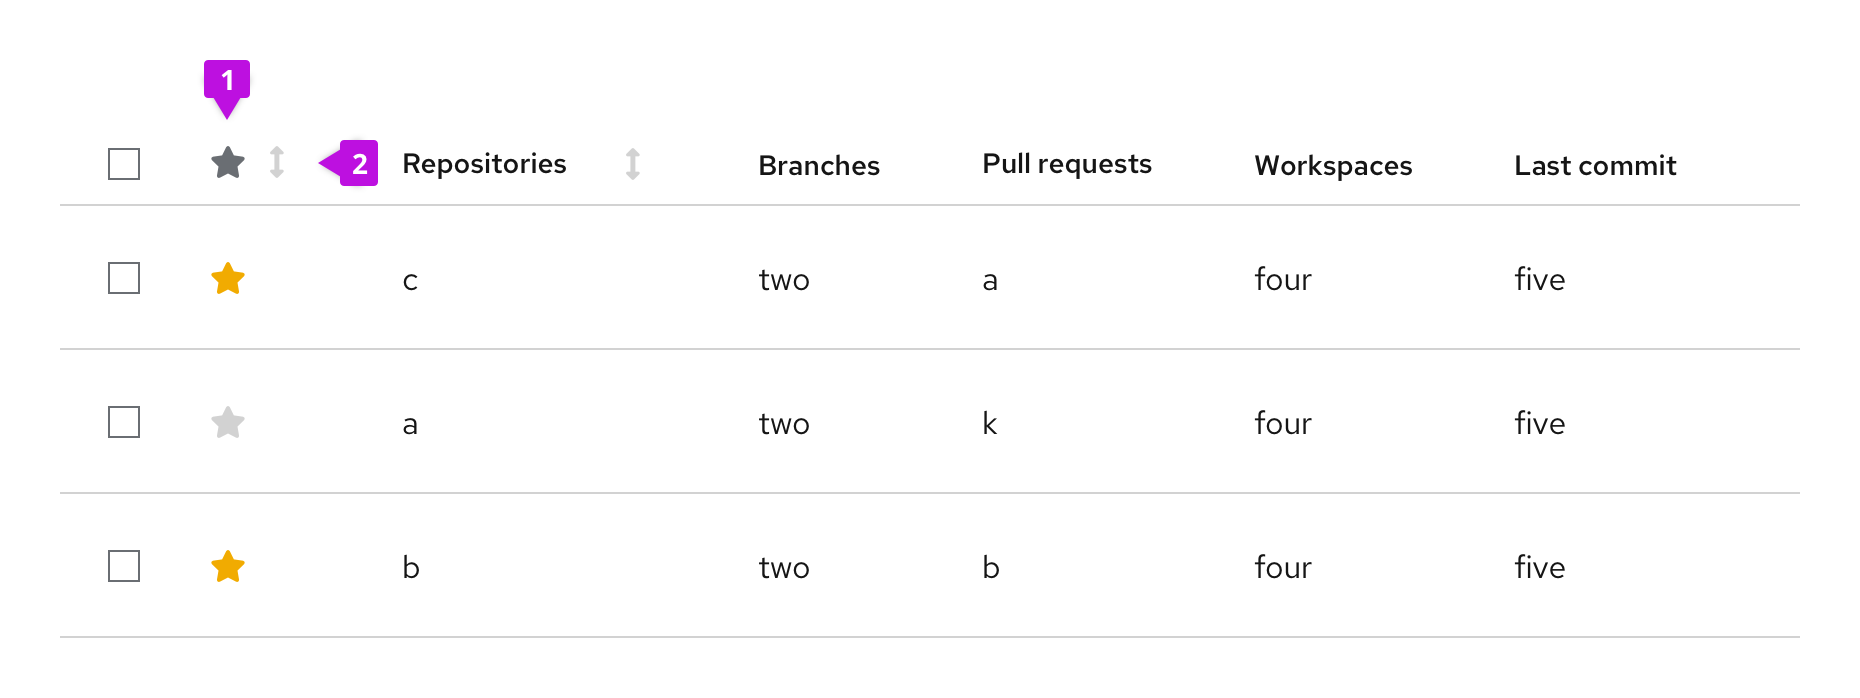 1
2 Repositories Branches Pull requests Workspaces Last commit
c two a four five
a two k four five
b two b four five